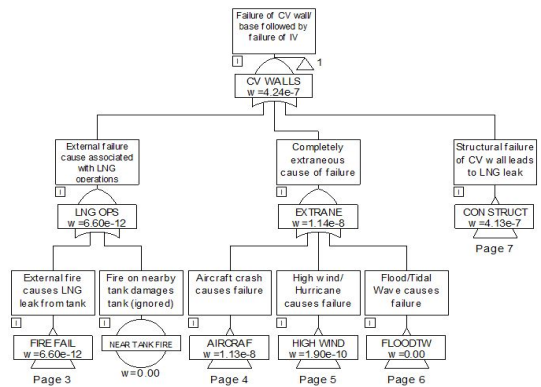 Failure of CV wall/
base followed by
failure of IV
1
CV WALLS
w =4.24e-7
External failure
cause associated
with LNG
operations
Completely
extraneous
cause of failure
Structural failure
of CV wall leads
to LNG leak
LNG OPS
w =6.60e-12
EXTRANE
w =1.14e-8
CONSTRUCT
w =4.13e-7
Page 7
External fire
causes LNG
leak from tank
Fire on nearby
tank damages
tank (ignored)
Aircraft crash
causes failure
High wind/
Hurricane
causes failure
Flood/Tidal
Wave causes
failure
FIRE FAIL
w=6.60e-12
NEAR TANK FIRE
w=0.00
AIRCRAF
w =1.13e-8
HIGH WIND
w=1.90e-10
FLOODTW
w =0.00
Page 3
Page 4
Page 5
Page 6